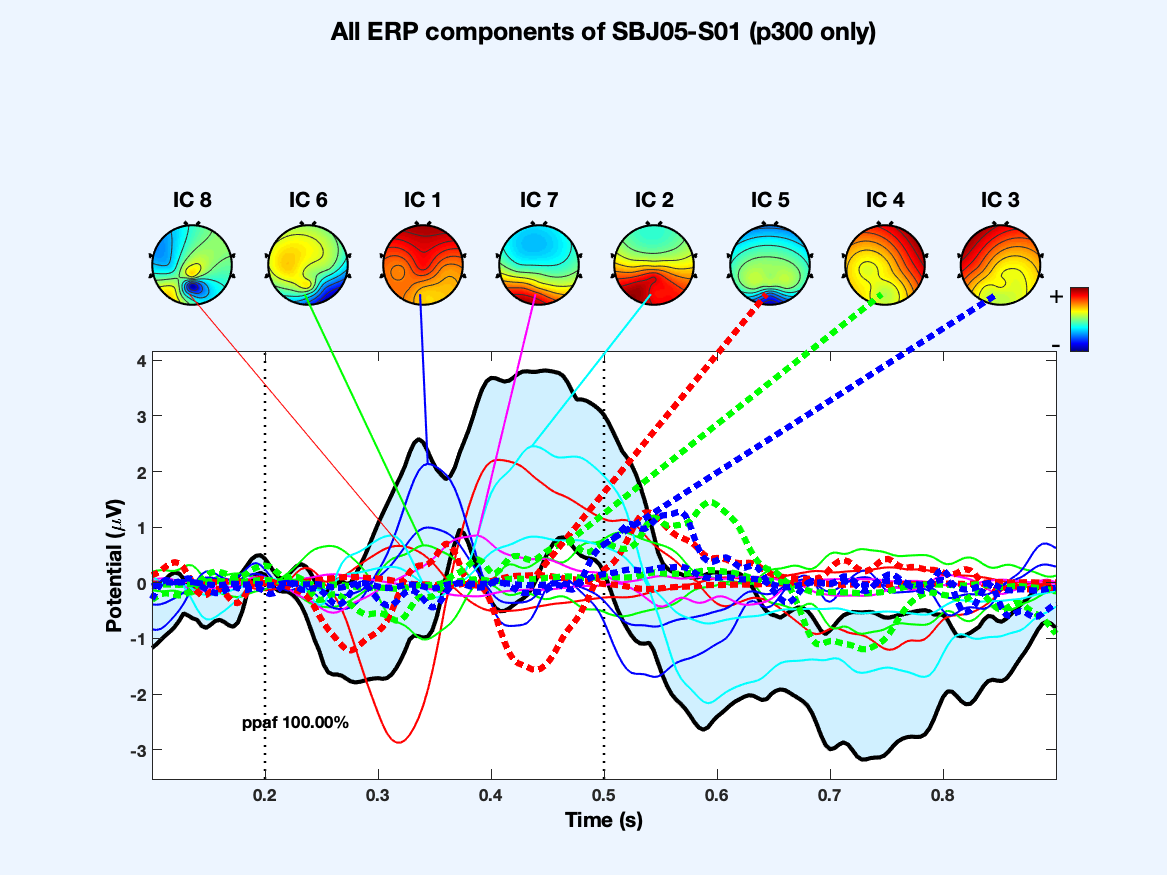 All ERP components of SBJ05-S01 (p300 only)
IC 8 IC 6 IC 1 IC 7 IC 2 IC 5 IC 4 IC 3
+
-
4
3
2
1
0
-1
-2
-3
Potential (μV)
ppaf 100.00%
0.2 0.3 0.4 0.5 0.6 0.7 0.8
Time (s)